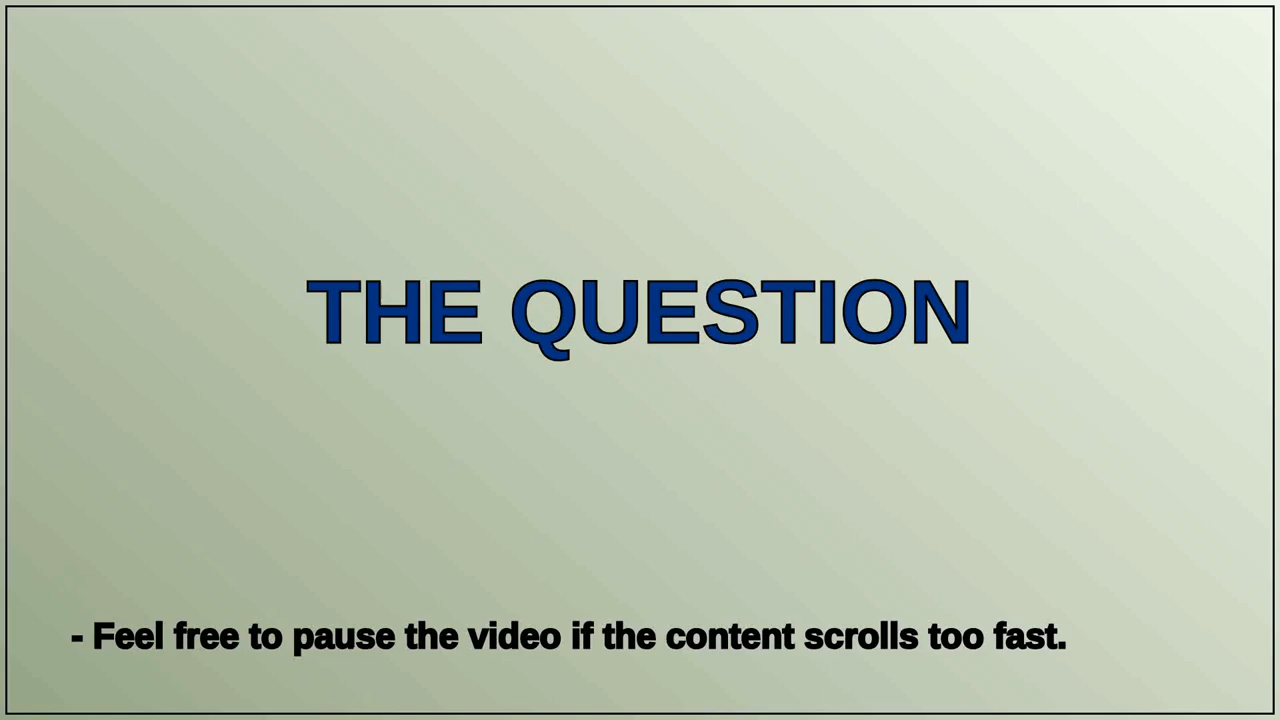 THE QUESTION
- Feel free to pause the video if the content scrolls too fast.